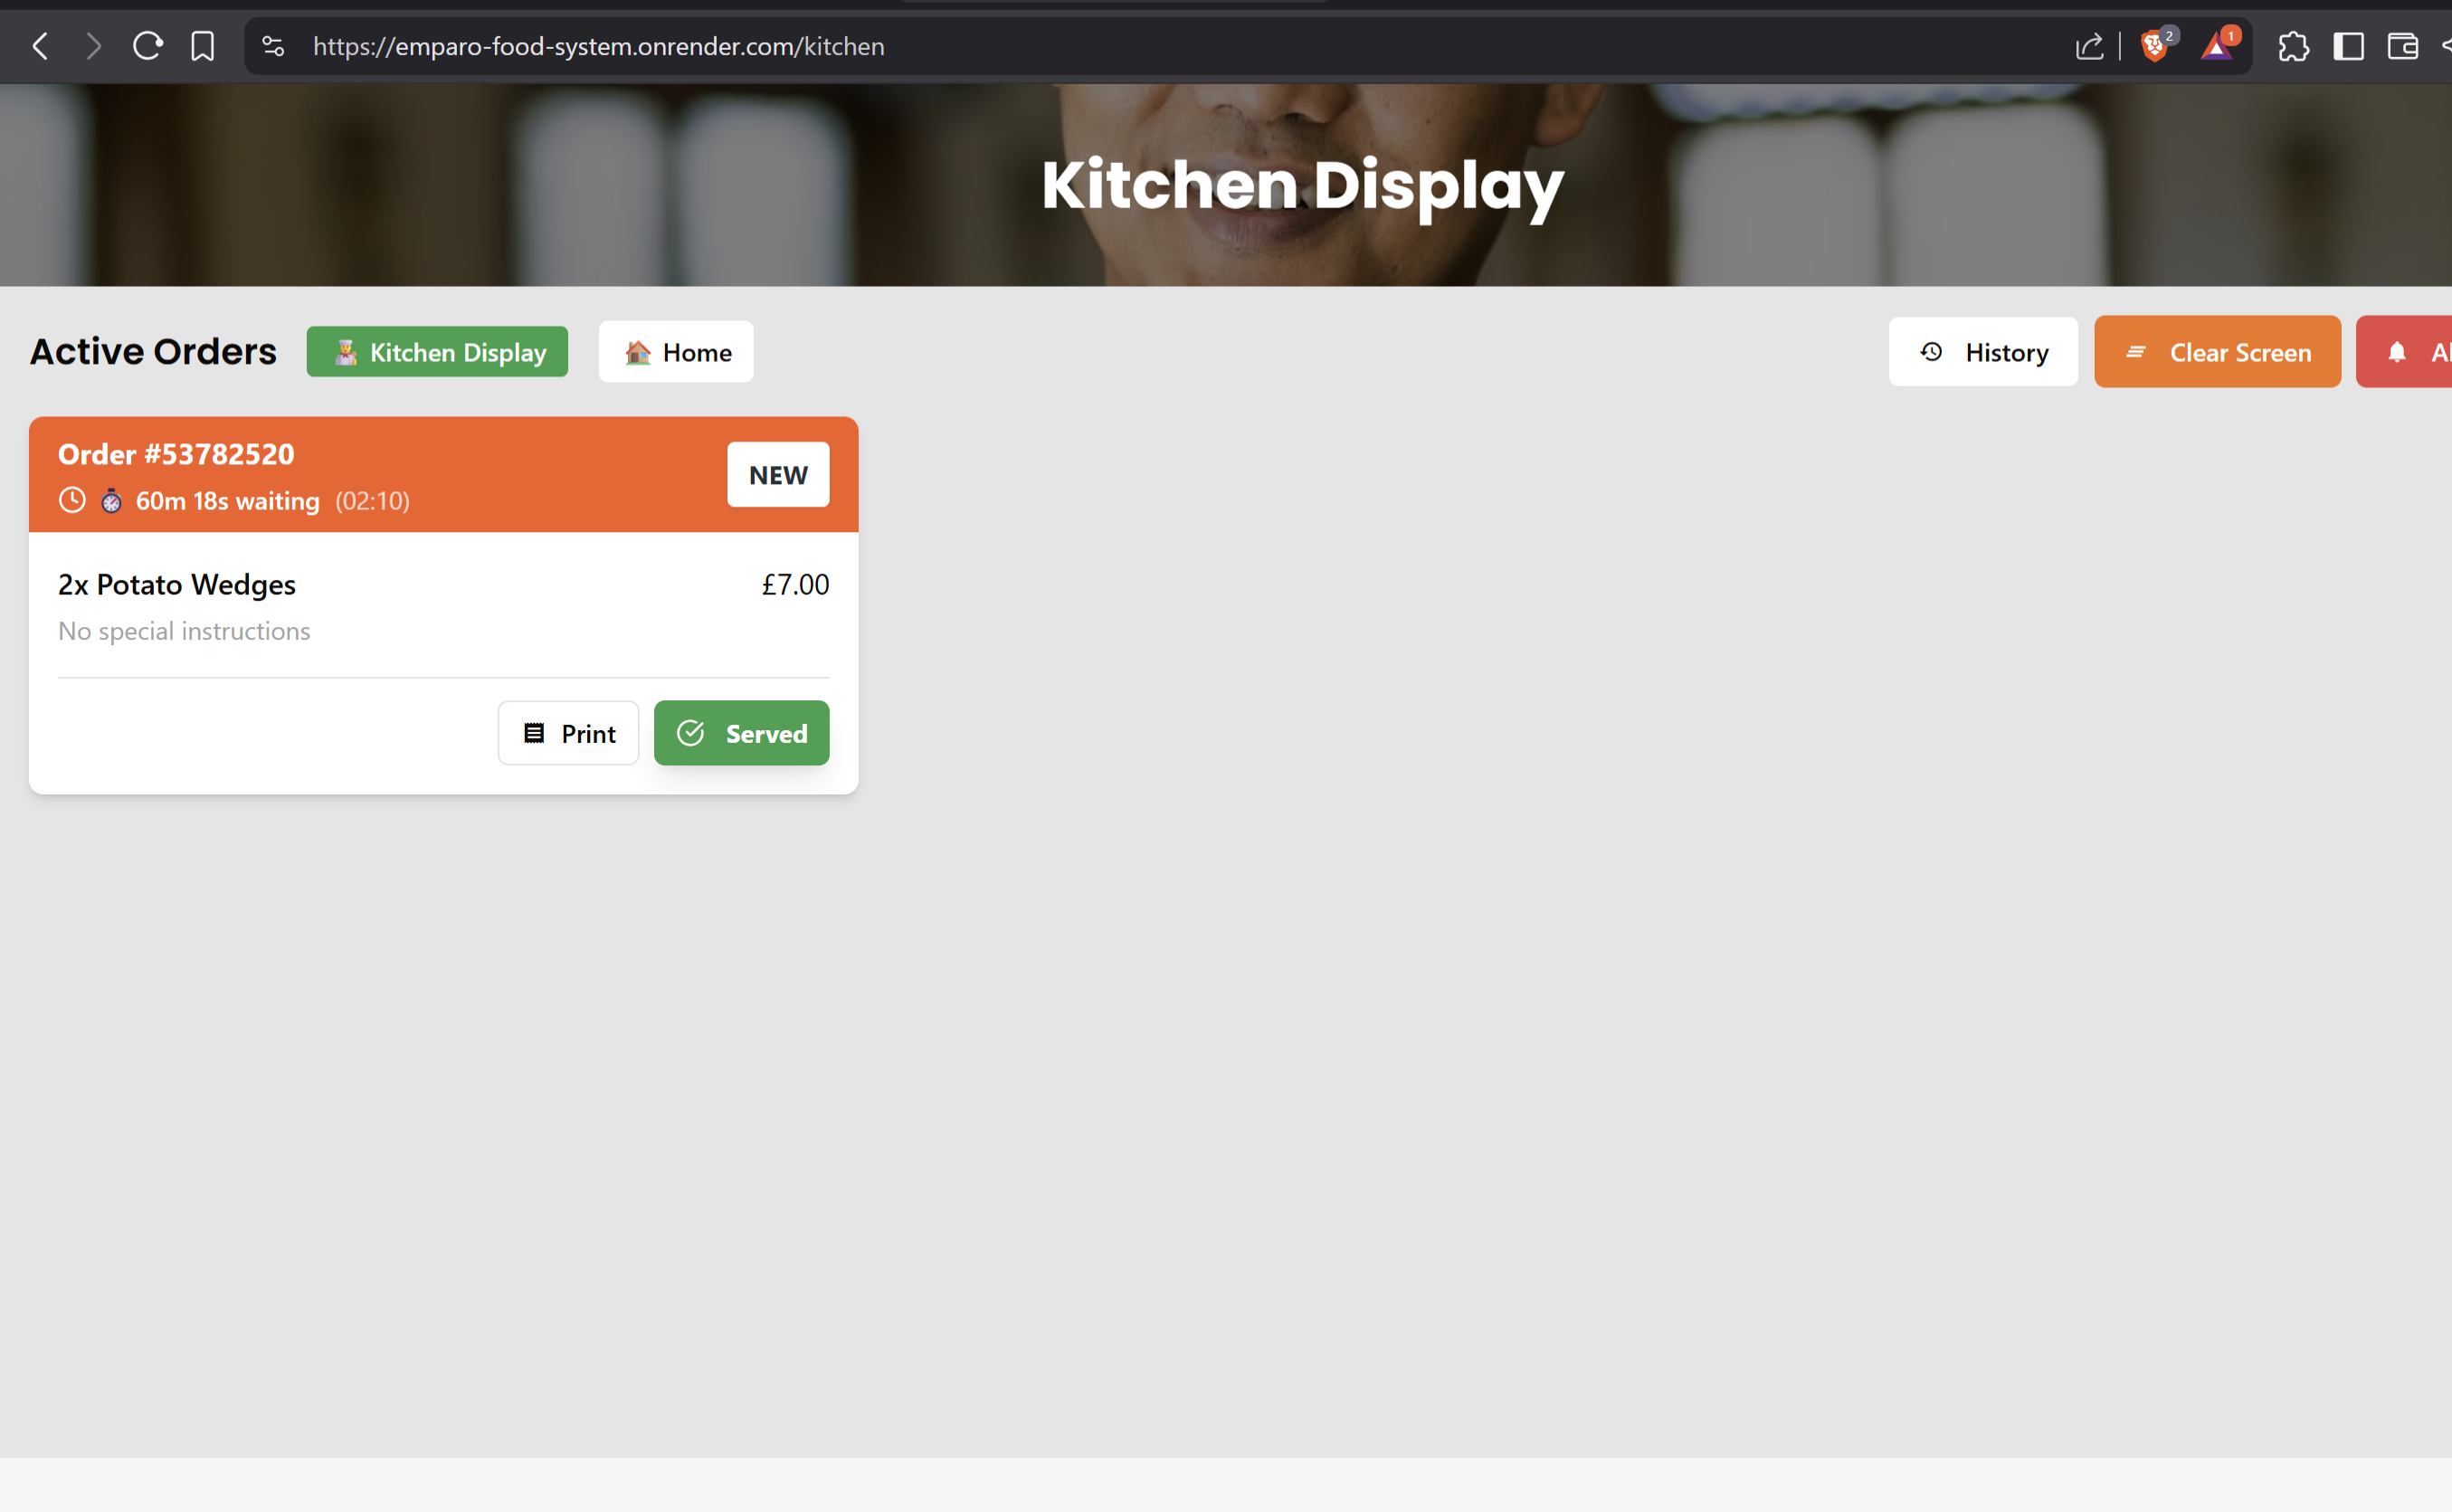 https://emparo-food-system.onrender.com/kitchen
2
1
Kitchen Display
Active Orders
Kitchen Display
Home
History
Clear Screen
Order #53782520
60m 18s waiting (02:10)
NEW
2x Potato Wedges
£7.00
No special instructions
Print
Served